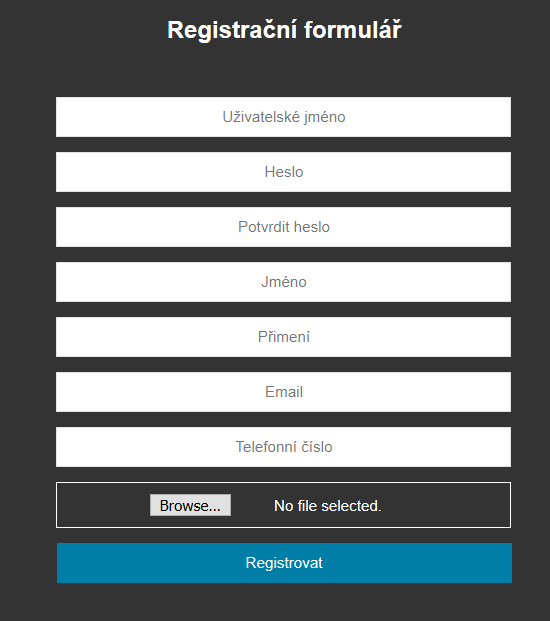 Registrační formulář
Uživatelské jméno
Heslo
Potvrdit heslo
Jméno
Přimení
Email
Telefonní číslo
Browse... No file selected.
Registrovat